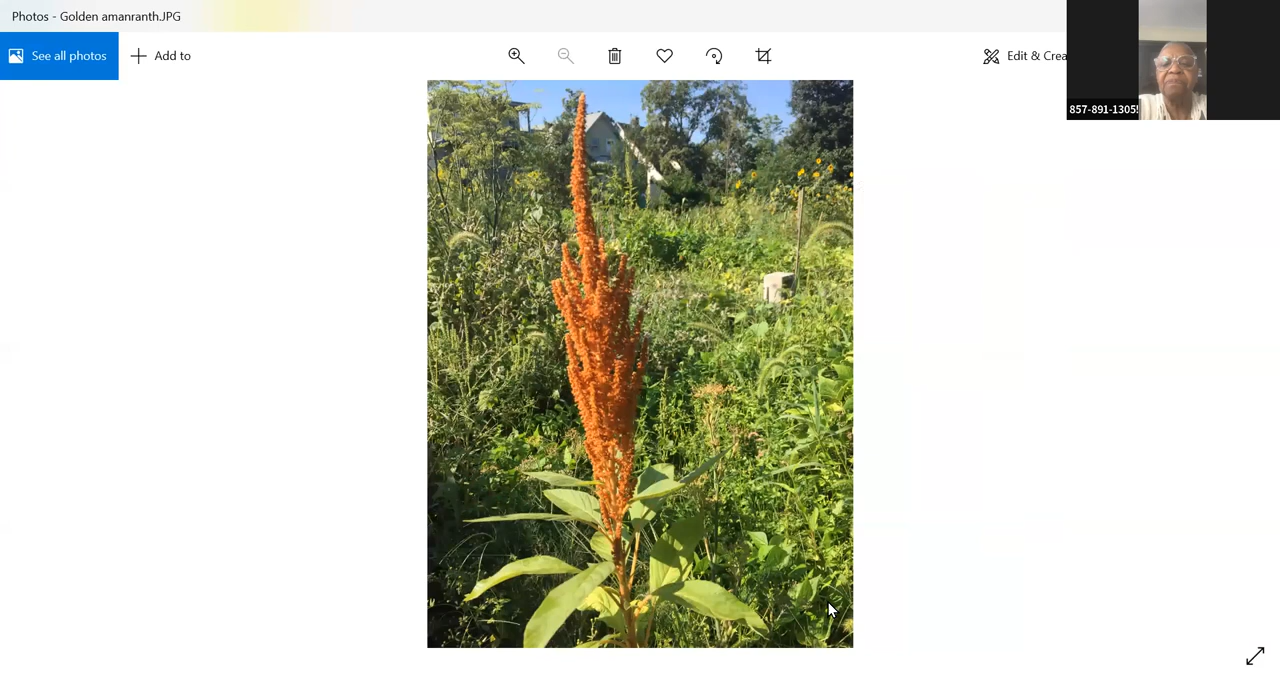 Photos - Golden amanranth.JPG
See all photos
Add to
Edit & Crea
857-891-1305!